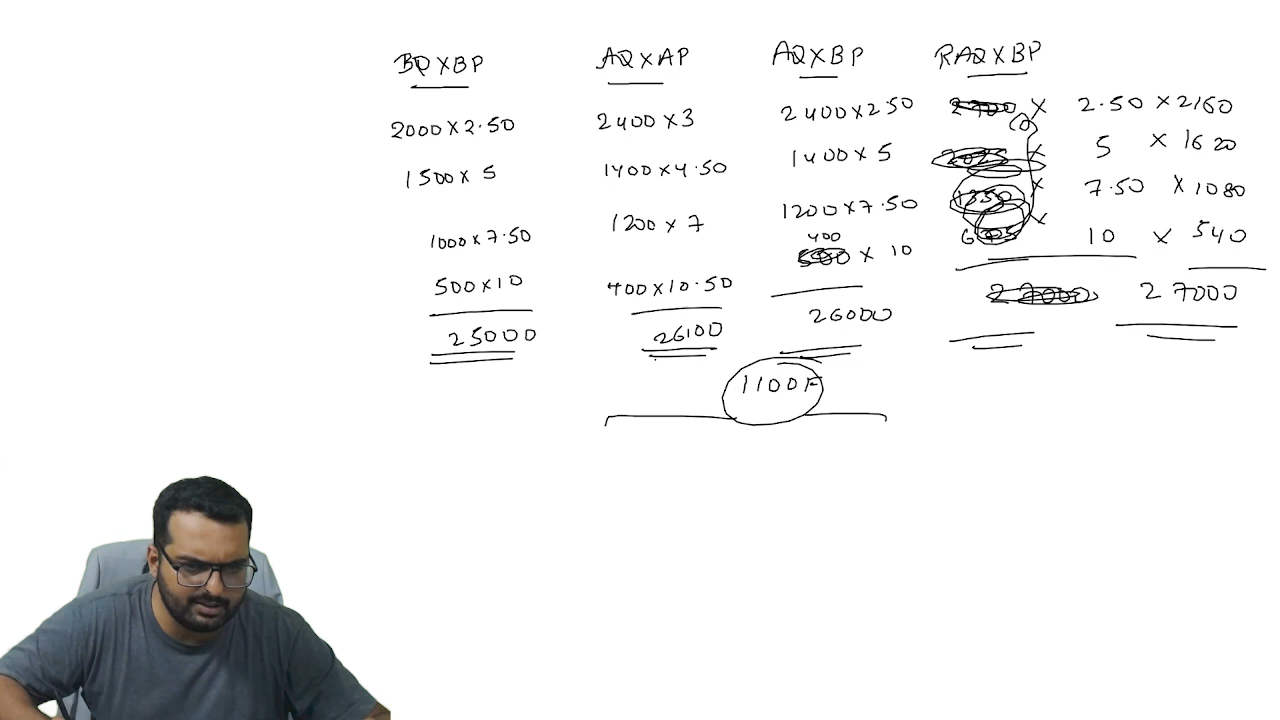 BQ X BP AQ X AP AQ X BP RAQ X BP
2000 X 2.50 2400 X 3 2400 X 2.50 X 2.50 X 2160
1500 X 5 1400 X 4.50 1400 X 5 X 5 X 1620
1000 X 7.50 1200 X 7 1200 X 7.50 1350 X 7.50 X 1080
500 X 10 400 X 10.50 400 X 10 X 10 X 540
25000 26100 26000 27000
1100F